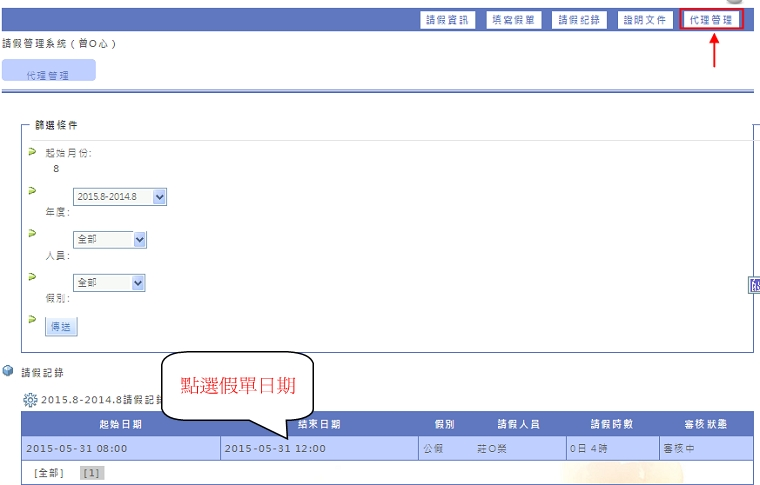 請假資訊 填寫假單 請假紀錄 證明文件 代理管理
請假管理系統(曾O心)
代理管理
篩選條件
起始月份:
8
2015.8-2014.8
年度:
全部
人員:
全部
假別:
傳送
請假記錄
點選假單日期
2015.8-2014.8請假記錄
起始日期 結束日期 假別 請假人員 請假時數 審核狀態
2015-05-31 08:00 2015-05-31 12:00 公假 莊O榮 0日 4時 審核中
[全部] [1]